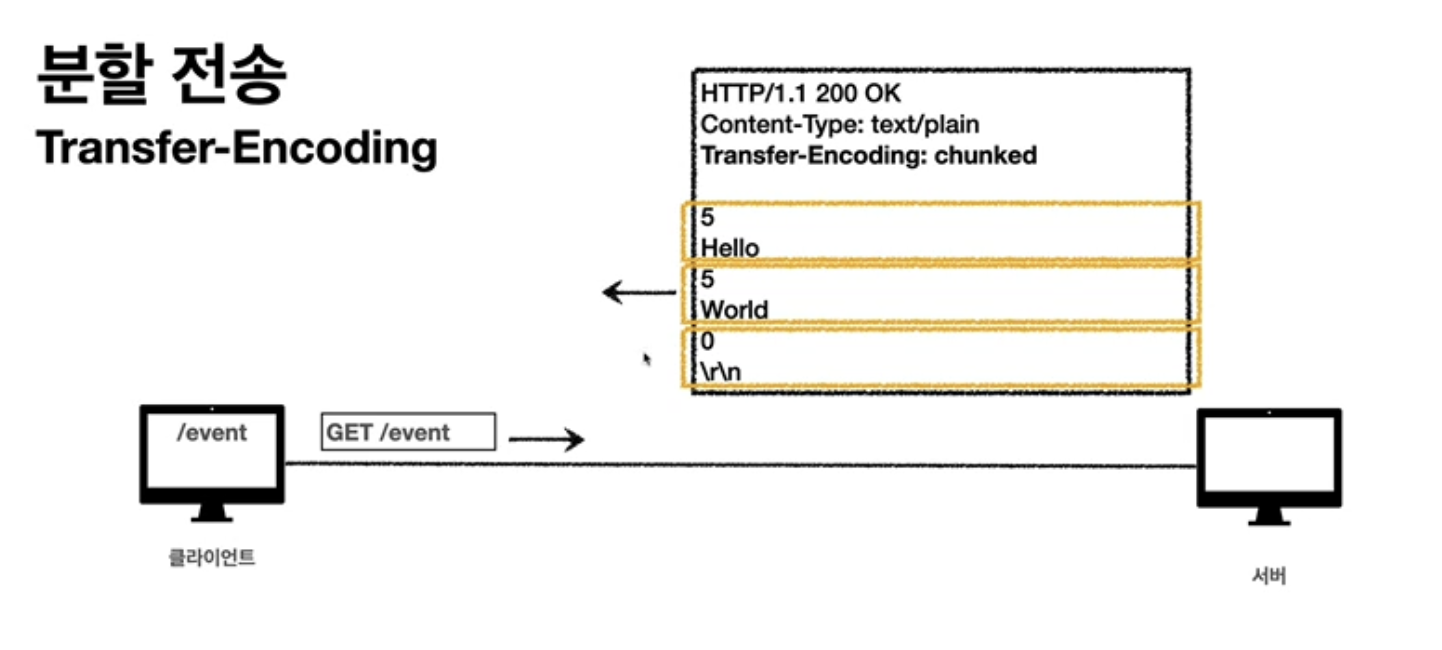 분할 전송
Transfer-Encoding
HTTP/1.1 200 OK
Content-Type: text/plain
Transfer-Encoding: chunked
5
Hello
5
World
0
\r\n
/event
GET /event
클라이언트
서버